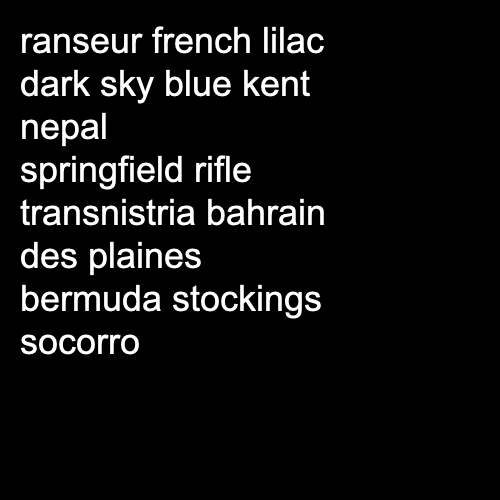 ranseur french lilac
dark sky blue kent
nepal
springfield rifle
transnistria bahrain
des plaines
bermuda stockings
socorro